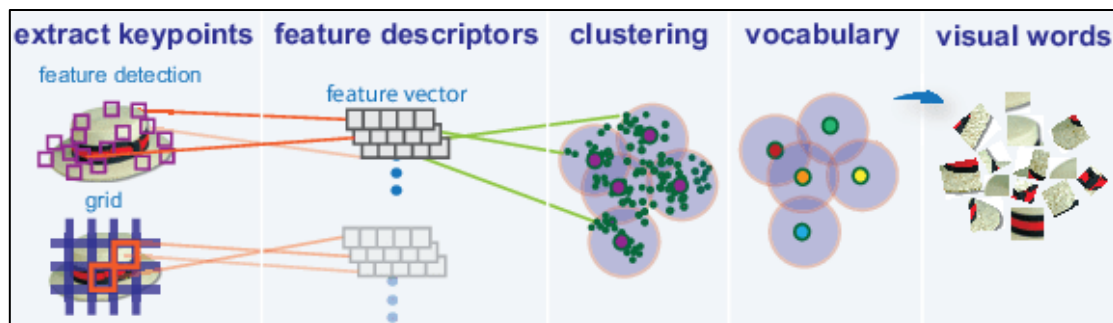 extract keypoints
feature descriptors
clustering
vocabulary
visual words
feature detection
feature vector
grid